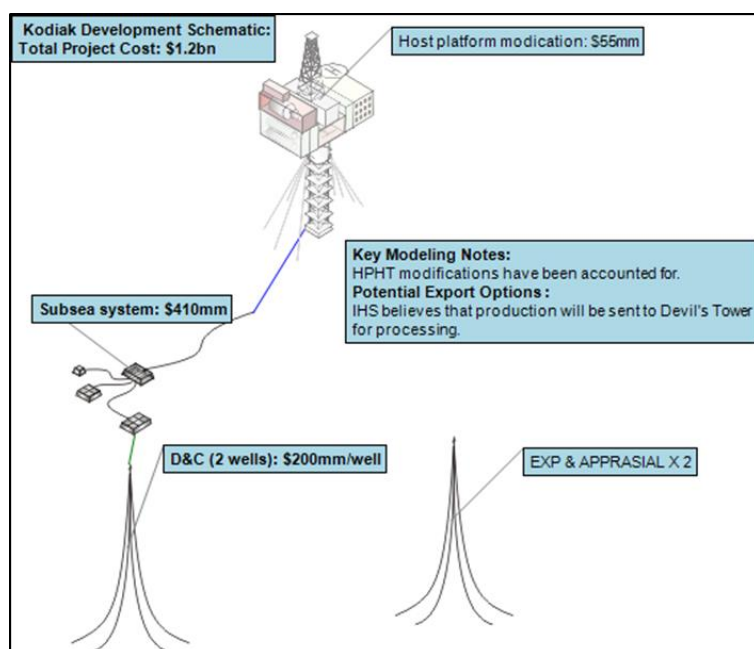 Kodiak Development Schematic:
Total Project Cost: $1.2bn
Host platform modication: $55mm
Key Modeling Notes:
HPHT modifications have been accounted for.
Potential Export Options :
IHS believes that production will be sent to Devil's Tower
for processing.
Subsea system: $410mm
D&C (2 wells): $200mm/well
EXP & APPRASIAL X 2